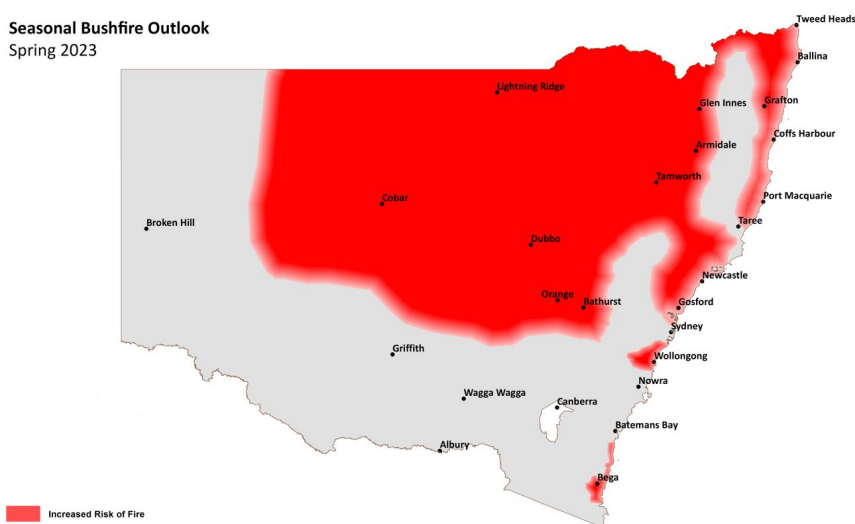 Seasonal Bushfire Outlook
Spring 2023
Tweed Heads
Ballina
Lightning Ridge
Glen Innes
Grafton
Coffs Harbour
Armidale
Tamworth
Port Macquarie
Cobar
Broken Hill
Taree
Dubbo
Newcastle
Orange
Bathurst
Gosford
Sydney
Griffith
Wollongong
Nowra
Wagga Wagga
Canberra
Batemans Bay
Albury
Bega
Increased Risk of Fire